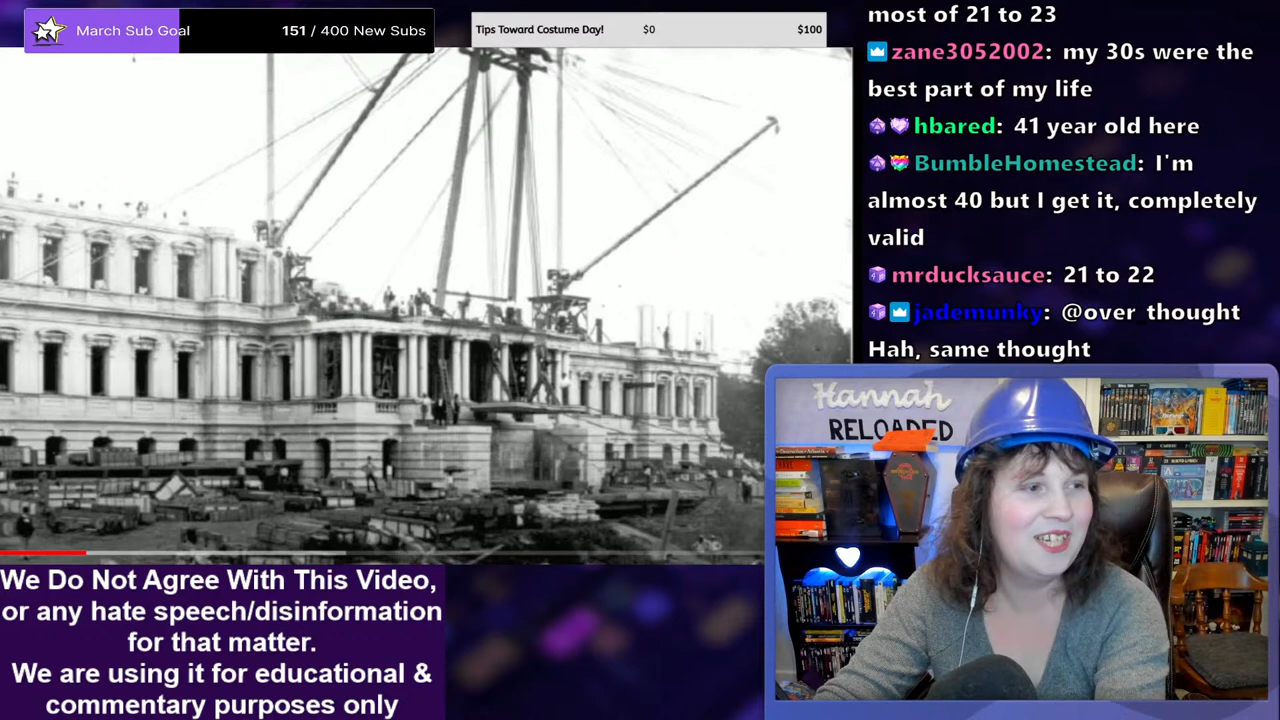 March Sub Goal 151 / 400 New Subs
Tips Toward Costume Day! $0 $100
most of 21 to 23
zane3052002: my 30s were the
best part of my life
hbared: 41 year old here
BumbleHomestead: I'm
almost 40 but I get it, completely
valid
mrducksauce: 21 to 22
jademunky: @over_thought
Hah, same thought
Hannah
RELOADED
We Do Not Agree With This Video,
or any hate speech/disinformation
for that matter.
We are using it for educational &
commentary purposes only